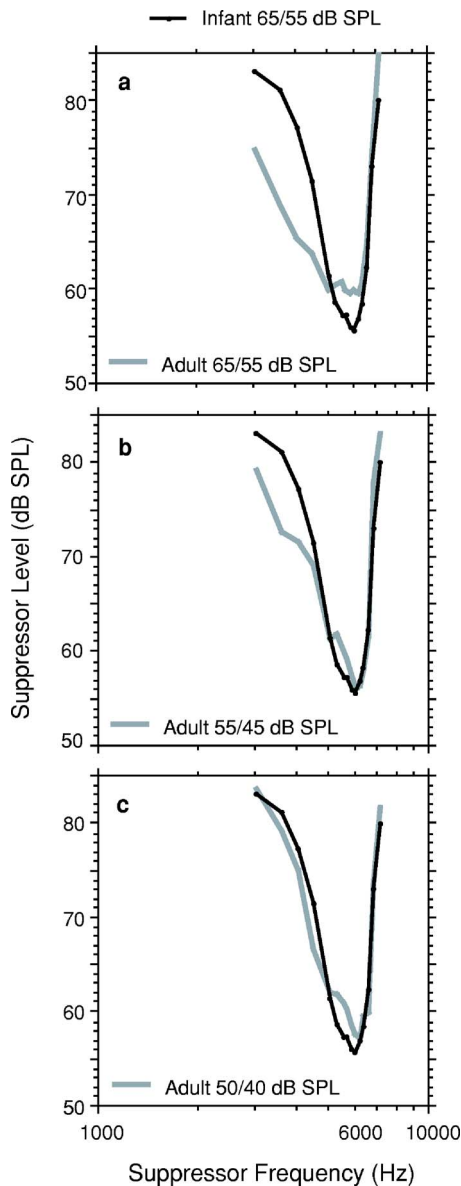 Infant 65/55 dB SPL
a
80
70
60
50
Adult 65/55 dB SPL
b
80
70
60
50
Adult 55/45 dB SPL
c
80
70
60
50
Adult 50/40 dB SPL
1000
6000
10000
Suppressor Level (dB SPL)
Suppressor Frequency (Hz)